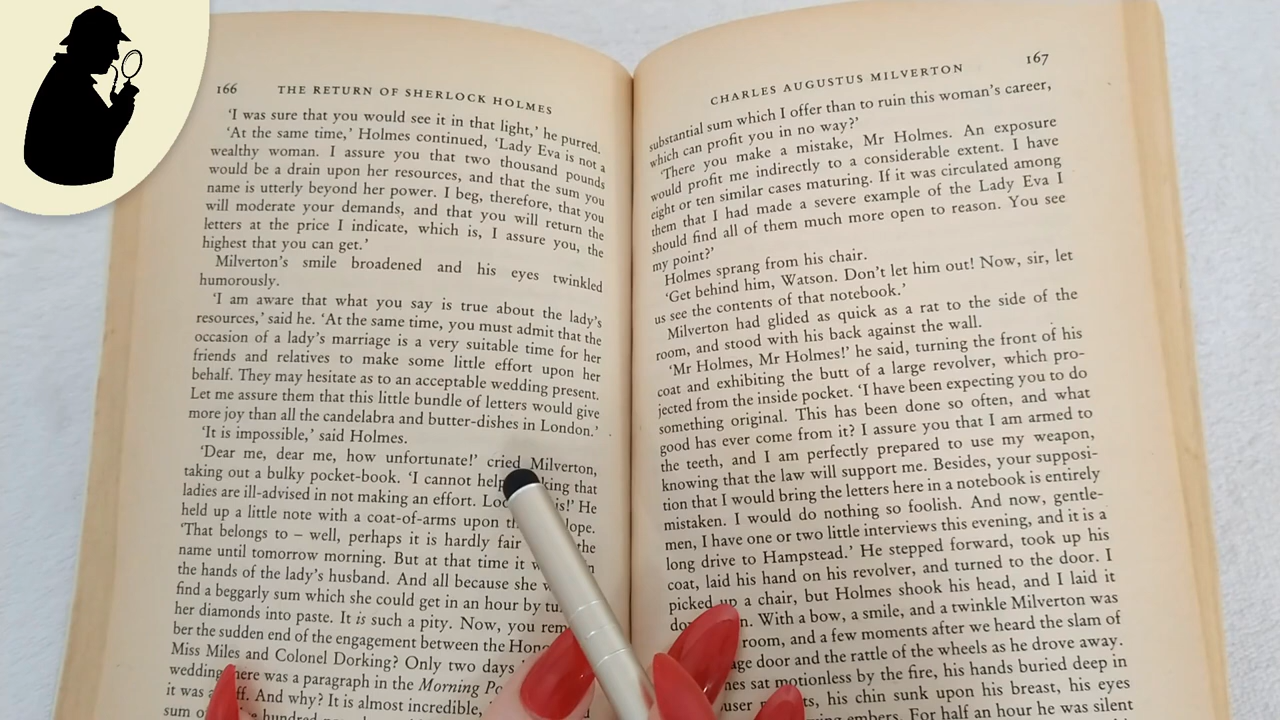 166 THE RETURN OF SHERLOCK HOLMES
‘I was sure that you would see it in that light,’ he purred.
‘At the same time,’ Holmes continued, ‘Lady Eva is not a
wealthy woman. I assure you that two thousand pounds
would be a drain upon her resources, and that the sum you
name is utterly beyond her power. I beg, therefore, that you
will moderate your demands, and that you will return the
letters at the price I indicate, which is, I assure you, the
highest that you can get.’
Milverton’s smile broadened and his eyes twinkled
humorously.
‘I am aware that what you say is true about the lady’s
resources,’ said he. ‘At the same time, you must admit that the
occasion of a lady’s marriage is a very suitable time for her
friends and relatives to make some little effort upon her
behalf. They may hesitate as to an acceptable wedding present.
Let me assure them that this little bundle of letters would give
more joy than all the candelabra and butter-dishes in London.’
‘It is impossible,’ said Holmes.
‘Dear me, dear me, how unfortunate!’ cried Milverton,
taking out a bulky pocket-book. ‘I cannot help that
ladies are ill-advised in not making an effort. He
held up a little note with a coat-of-arms upon
‘That belongs to – well, perhaps it is hardly fair the
name until tomorrow morning. But at that time it
the hands of the lady’s husband. And all because she
find a beggarly sum which she could get in an hour by
her diamonds into paste. It is such a pity. Now, you
ber the sudden end of the engagement between the
Miss Miles and Colonel Dorking? Only two days
wedding there was a paragraph in the Morning
it was And why? It is almost incredible,
sum hundred
CHARLES AUGUSTUS MILVERTON 167
substantial sum which I offer than to ruin this woman’s career,
which can profit you in no way?’
‘There you make a mistake, Mr Holmes. An exposure
would profit me indirectly to a considerable extent. I have
eight or ten similar cases maturing. If it was circulated among
them that I had made a severe example of the Lady Eva I
should find all of them much more open to reason. You see
my point?’
Holmes sprang from his chair.
‘Get behind him, Watson. Don’t let him out! Now, sir, let
us see the contents of that notebook.’
Milverton had glided as quick as a rat to the side of the
room, and stood with his back against the wall.
‘Mr Holmes, Mr Holmes!’ he said, turning the front of his
coat and exhibiting the butt of a large revolver, which pro-
jected from the inside pocket. ‘I have been expecting you to do
something original. This has been done so often, and what
good has ever come from it? I assure you that I am armed to
the teeth, and I am perfectly prepared to use my weapon,
knowing that the law will support me. Besides, your supposi-
tion that I would bring the letters here in a notebook is entirely
mistaken. I would do nothing so foolish. And now, gentle-
men, I have one or two little interviews this evening, and it is a
long drive to Hampstead.’ He stepped forward, took up his
coat, laid his hand on his revolver, and turned to the door. I
picked up a chair, but Holmes shook his head, and I laid it
With a bow, a smile, and a twinkle Milverton was
room, and a few moments after we heard the slam of
door and the rattle of the wheels as he drove away.
sat motionless by the fire, his hands buried deep in
his chin sunk upon his breast, his eyes
embers. For half an hour he was silent